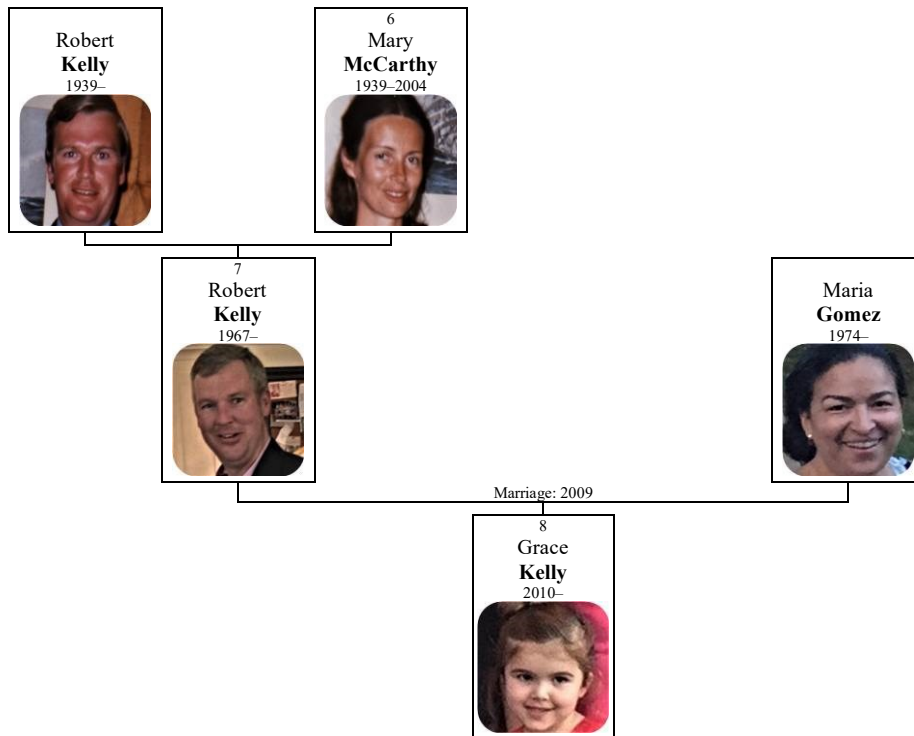 Robert
Kelly
1939–
6
Mary
McCarthy
1939–2004
7
Robert
Kelly
1967–
Maria
Gomez
1974–
Marriage: 2009
8
Grace
Kelly
2010–